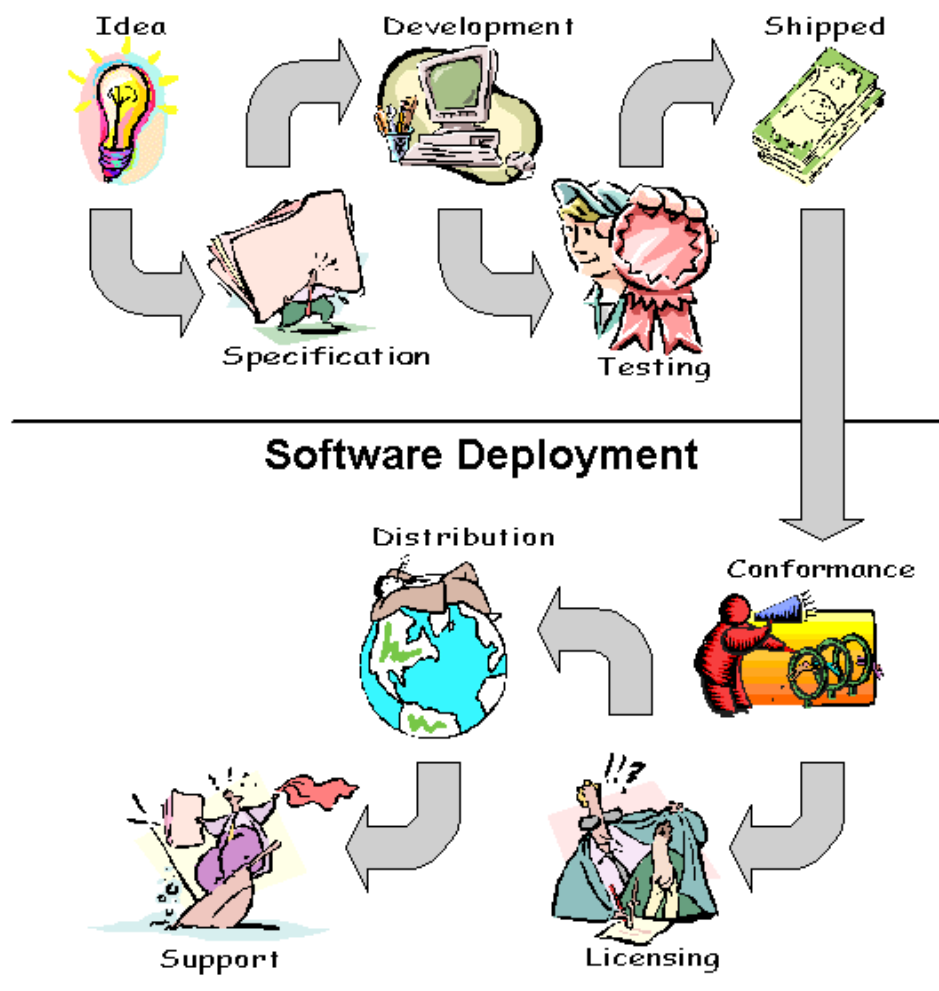 Idea
Development
Shipped
Specification
Testing
Software Deployment
Distribution
Conformance
!!?
Support
Licensing